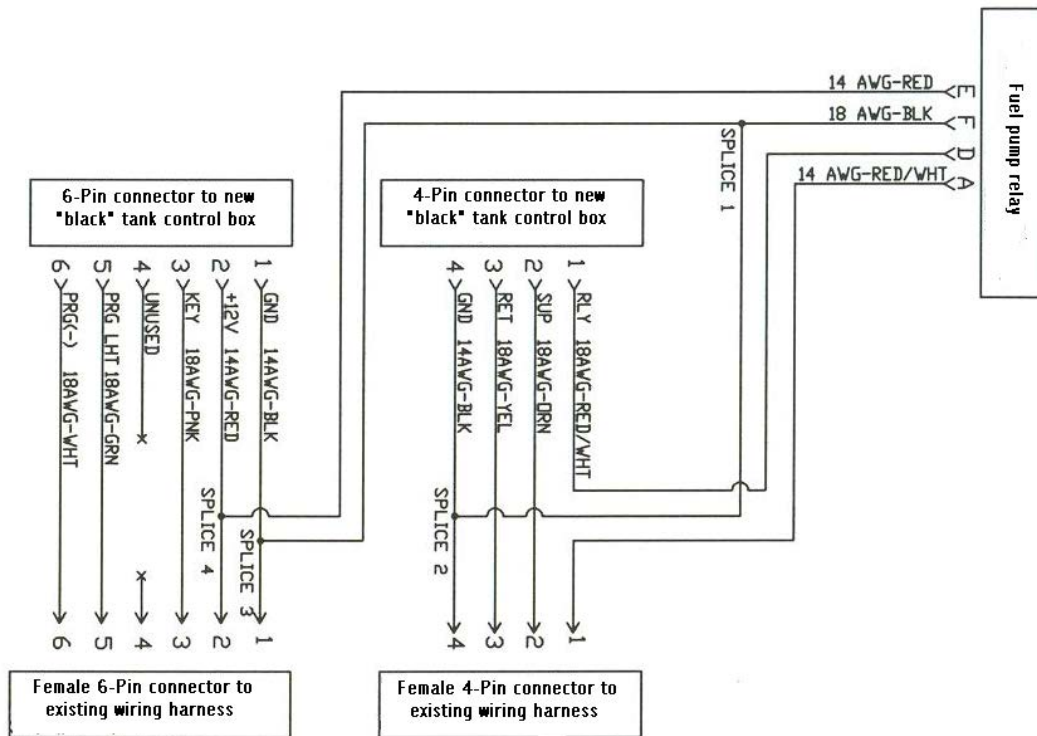 14 AWG-RED
E
18 AWG-BLK
F
D
14 AWG-RED/WHT
A
Fuel pump relay
SPLICE 1
6-Pin connector to new
"black" tank control box
4-Pin connector to new
"black" tank control box
6 5 4 3 2 1
4 3 2 1
PRG(-) 18AWG-WHT
PRG LHT 18AWG-GRN
UNUSED
KEY 18AWG-PNK
+12V 14AWG-RED
GND 14AWG-BLK
GND 14AWG-BLK
RET 18AWG-YEL
SUP 18AWG-ORN
RLY 18AWG-RED/WHT
SPLICE 4
SPLICE 3
SPLICE 2
6 5 4 3 2 1
4 3 2 1
Female 6-Pin connector to
existing wiring harness
Female 4-Pin connector to
existing wiring harness